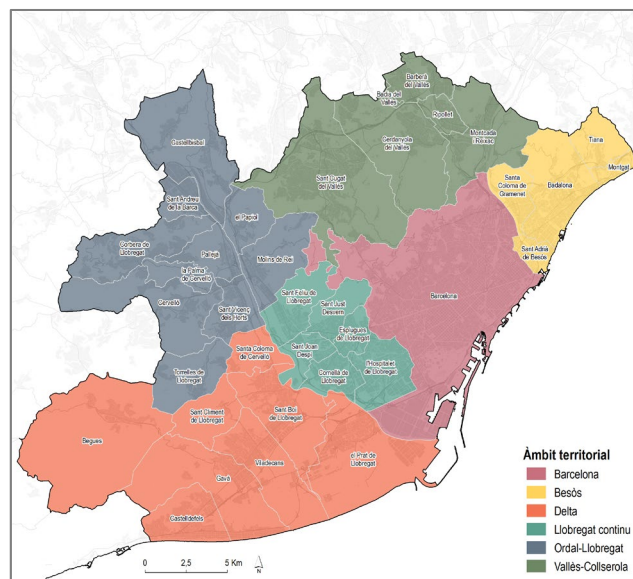 Barberà
del Vallès
Badia del
Vallès
Ripollet
Castellbisbal
Cerdanyola
del Vallès
Montcada
i Reixac
Tiana
Montgat
Sant Cugat
del Vallès
Santa
Coloma de
Gramenet
Badalona
Sant Andreu
de la Barca
el Papiol
Corbera de
Llobregat
Pallejà
Sant Adrià
de Besòs
la Palma
de Cervelló
Molins de Rei
Cervelló
Sant Vicenç
dels Horts
Sant Feliu de
Llobregat
Sant Just
Desvern
Barcelona
Esplugues
de Llobregat
Santa Coloma
de Cervelló
Sant Joan
Despí
Torrelles de
Llobregat
Cornellà de
Llobregat
l'Hospitalet
de Llobregat
Sant Climent
de Llobregat
Sant Boi
de Llobregat
Begues
Viladecans
el Prat de
Llobregat
Gavà
Castelldefels
Àmbit territorial
Barcelona
Besòs
Delta
Llobregat continu
Ordal-Llobregat
Vallès-Collserola
0 2,5 5 Km
N